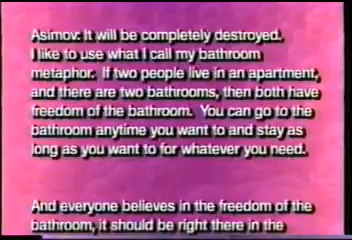 Asimov: It will be completely destroyed.
I like to use what I call my bathroom
metaphor. If two people live in an apartment,
and there are two bathrooms, then both have
freedom of the bathroom. You can go to the
bathroom anytime you want to and stay as
long as you want to for whatever you need.
And everyone believes in the freedom of the
bathroom, it should be right there in the